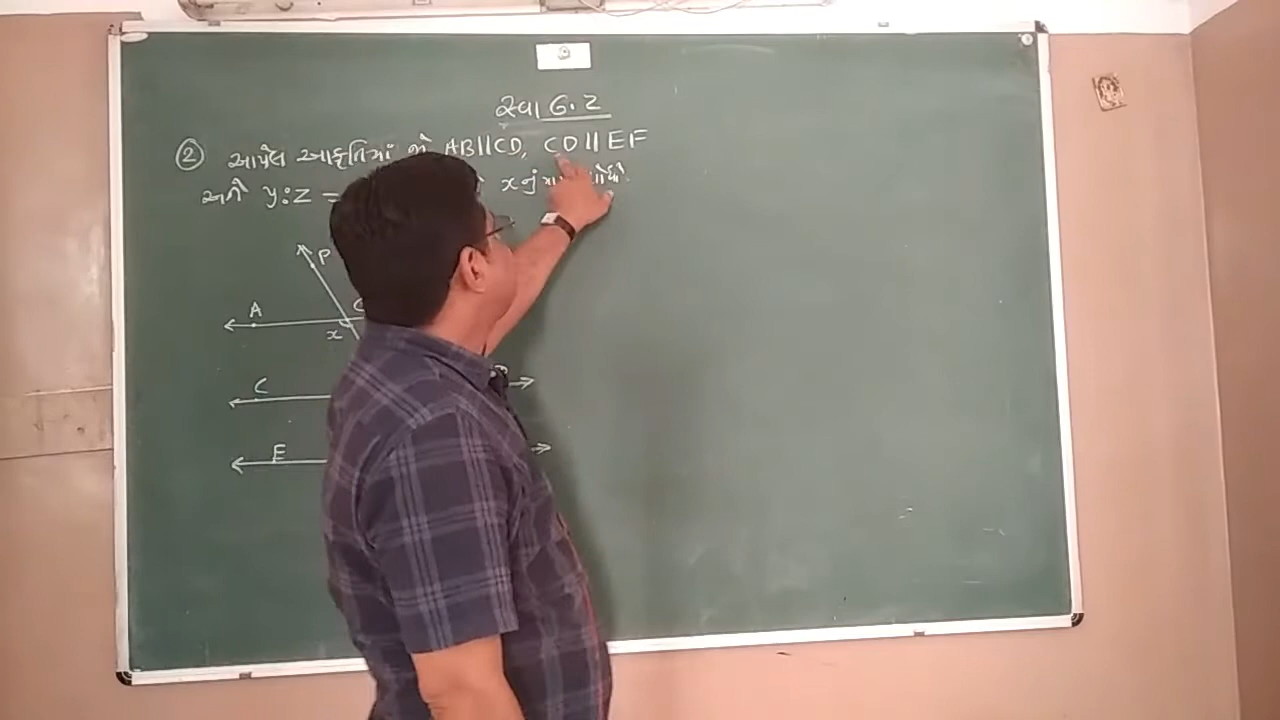 સ્વા 6.2
② આપેલ આકૃતિમાં જો AB||CD, CD||EF
અને y:z = x નું શોધો.
P
A
x
C
E